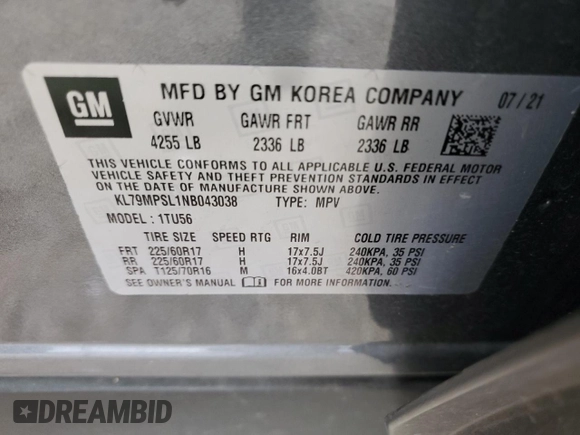 GM
MFD BY GM KOREA COMPANY 07/21
GVWR GAWR FRT GAWR RR
4255 LB 2336 LB 2336 LB
THIS VEHICLE CONFORMS TO ALL APPLICABLE U.S. FEDERAL MOTOR
VEHICLE SAFETY AND THEFT PREVENTION STANDARDS IN EFFECT ON
THE DATE OF MANUFACTURE SHOWN ABOVE.
KL79MPSL1NB043038 TYPE: MPV
MODEL: 1TU56
TIRE SIZE SPEED RTG RIM COLD TIRE PRESSURE
FRT 225/60R17 H 17x7.5J 240KPA, 35 PSI
RR 225/60R17 H 17x7.5J 240KPA, 35 PSI
SPA T125/70R16 M 16x4.0BT 420KPA, 60 PSI
SEE OWNER'S MANUAL FOR MORE INFORMATION.
DREAMBID